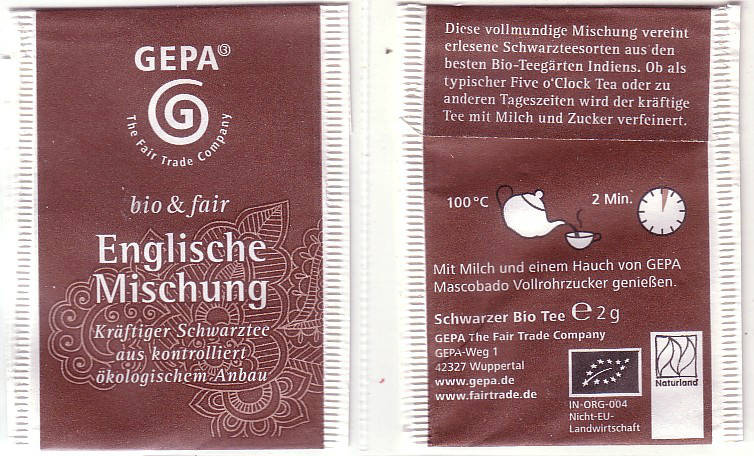 GEPA³
The Fair Trade Company
bio & fair
Englische
Mischung
Kräftiger Schwarztee
aus kontrolliert
ökologischem Anbau
Diese vollmundige Mischung vereint
erlesene Schwarzteesorten aus den
besten Bio-Teegärten Indiens. Ob als
typischer Five o'Clock Tea oder zu
anderen Tageszeiten wird der kräftige
Tee mit Milch und Zucker verfeinert.
100°C 2 Min.
Mit Milch und einem Hauch von GEPA
Mascobado Vollrohrzucker genießen.
Schwarzer Bio Tee ℮ 2 g
GEPA The Fair Trade Company
GEPA-Weg 1
42327 Wuppertal
www.gepa.de
www.fairtrade.de
IN-ORG-004
Nicht-EU-
Landwirtschaft
Naturland